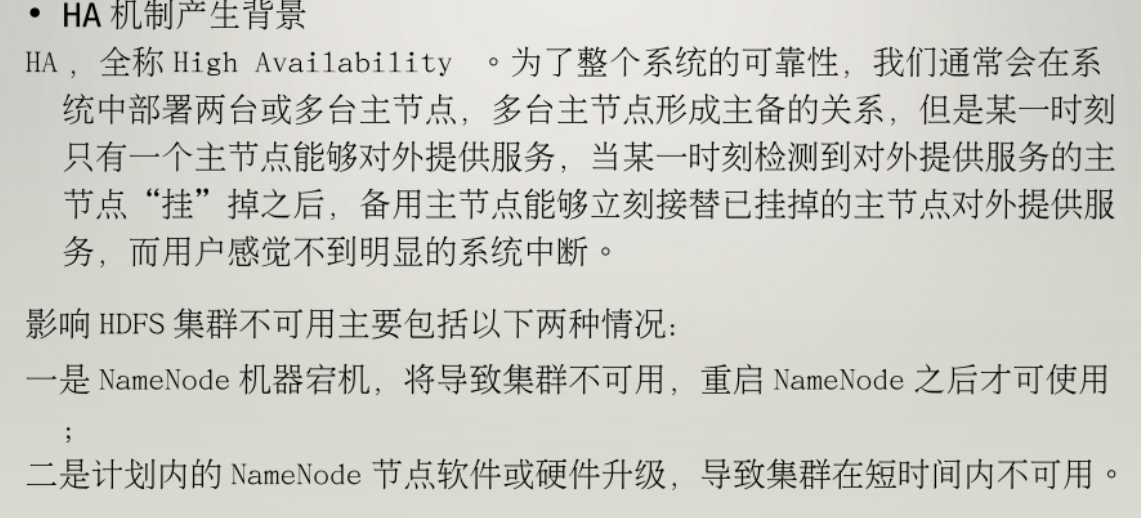 • HA 机制产生背景
HA ，全称 High Availability 。为了整个系统的可靠性，我们通常会在系
统中部署两台或多台主节点，多台主节点形成主备的关系，但是某一时刻
只有一个主节点能够对外提供服务，当某一时刻检测到对外提供服务的主
节点“挂”掉之后，备用主节点能够立刻接替已挂掉的主节点对外提供服
务，而用户感觉不到明显的系统中断。
影响 HDFS 集群不可用主要包括以下两种情况：
一是 NameNode 机器宕机，将导致集群不可用，重启 NameNode 之后才可使用
；
二是计划内的 NameNode 节点软件或硬件升级，导致集群在短时间内不可用。